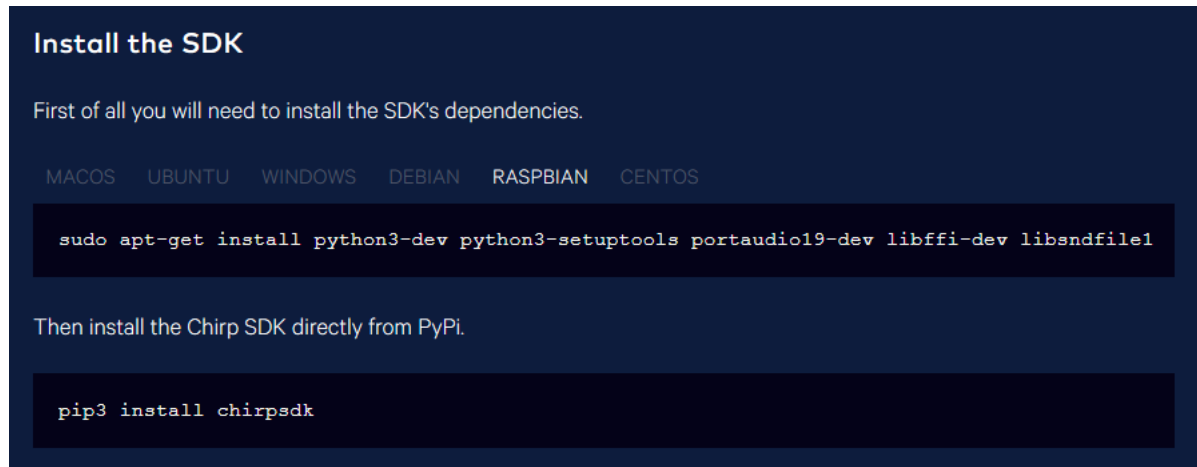 Install the SDK
First of all you will need to install the SDK's dependencies.
MACOS UBUNTU WINDOWS DEBIAN RASPBIAN CENTOS
sudo apt-get install python3-dev python3-setuptools portaudio19-dev libffi-dev libsndfile1
Then install the Chirp SDK directly from PyPi.
pip3 install chirpsdk